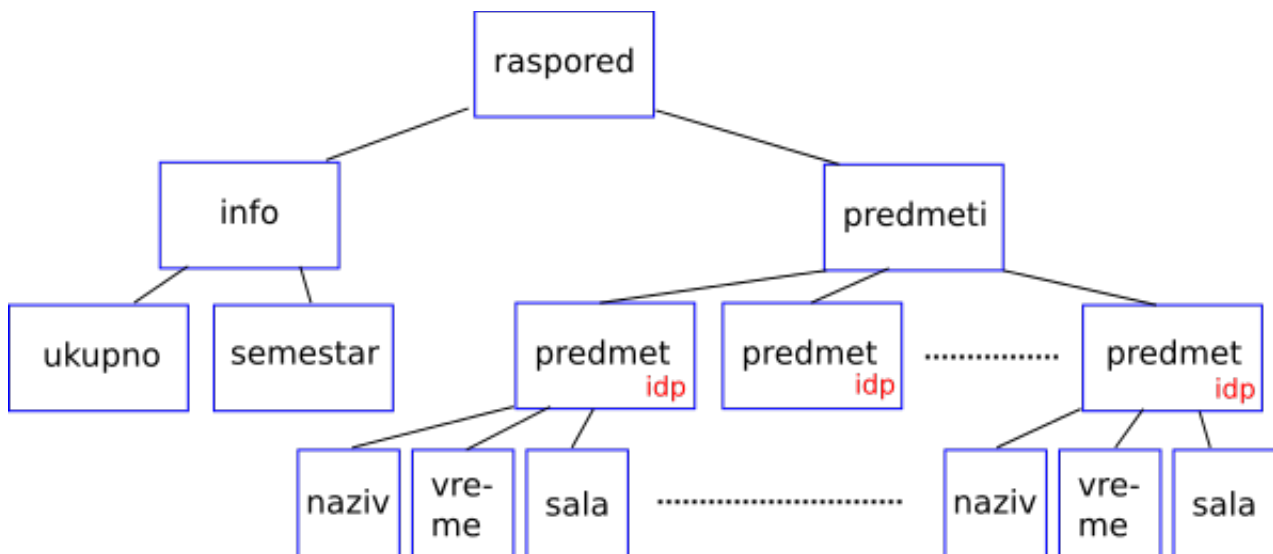 raspored
info
predmeti
ukupno
semestar
predmet
idp
predmet
idp
predmet
idp
naziv
vre-
me
sala
naziv
vre-
me
sala